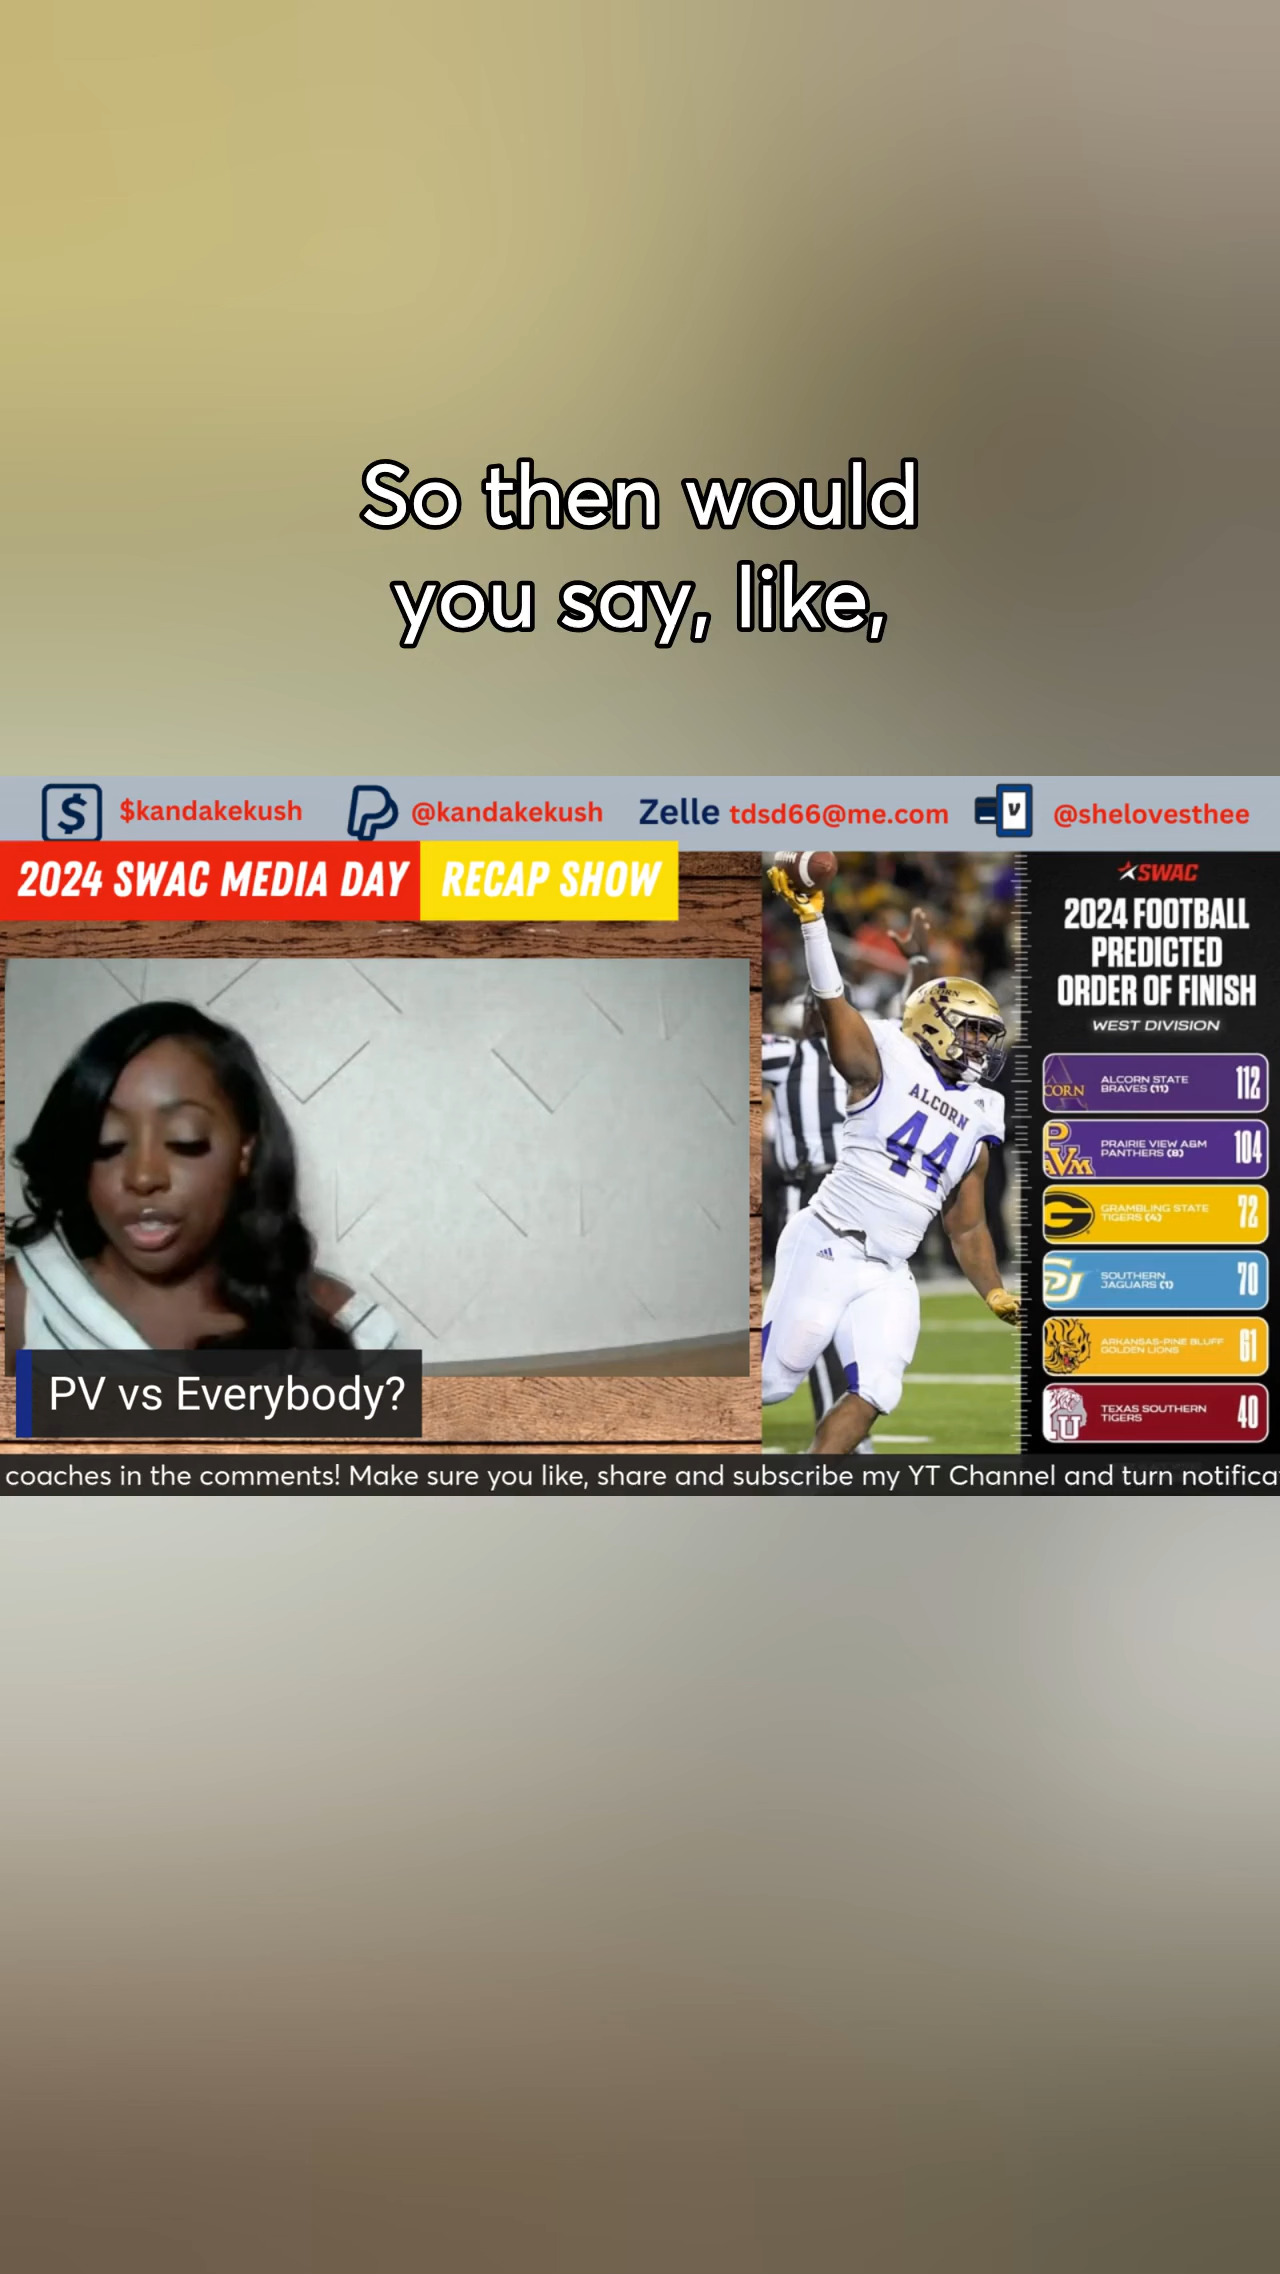 So then would
you say, like,
$ $kandakekush
@kandakekush
Zelle tdsd66@me.com
v @shelovesthee
2024 SWAC MEDIA DAY
RECAP SHOW
SWAC
2024 FOOTBALL
PREDICTED
ORDER OF FINISH
WEST DIVISION
CORN
ALCORN STATE
BRAVES (11)
112
PVAM
PRAIRIE VIEW A&M
PANTHERS (8)
104
G
GRAMBLING STATE
TIGERS (4)
72
SU
SOUTHERN
JAGUARS (1)
70
ARKANSAS-PINE BLUFF
GOLDEN LIONS
61
U
TEXAS SOUTHERN
TIGERS
40
ALCORN
44
PV vs Everybody?
coaches in the comments! Make sure you like, share and subscribe my YT Channel and turn notifica